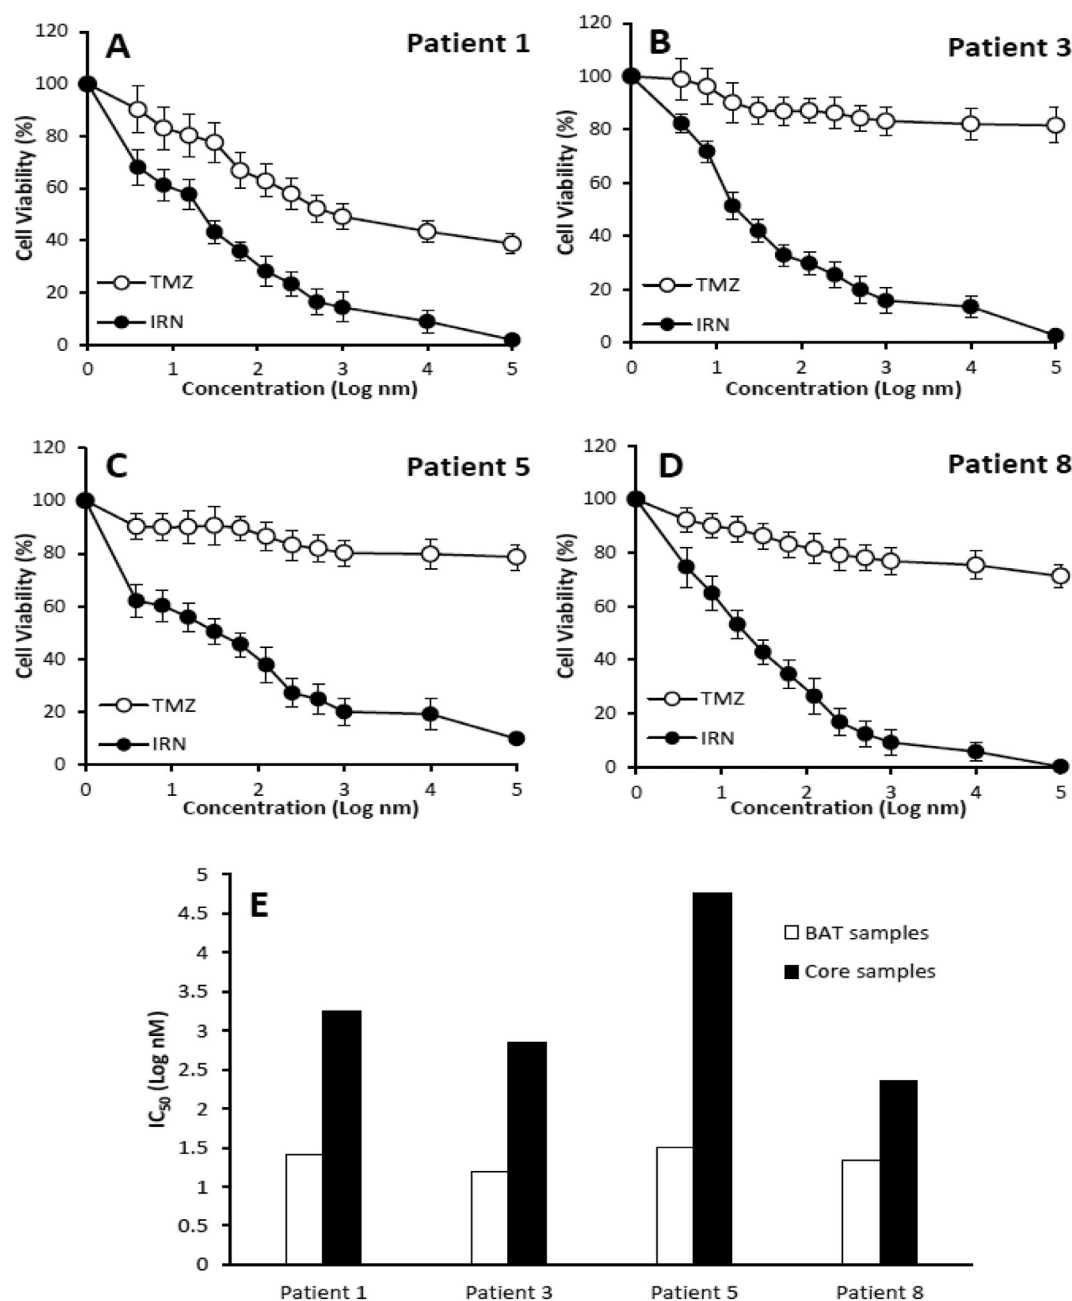 A
Patient 1
120
100
80
60
40
20
0
Cell Viability (%)
TMZ
IRN
0 1 2 3 4 5
Concentration (Log nm)
B
Patient 3
120
100
80
60
40
20
0
Cell Viability (%)
TMZ
IRN
0 1 2 3 4 5
Concentration (Log nm)
C
Patient 5
120
100
80
60
40
20
0
Cell Viability (%)
TMZ
IRN
0 1 2 3 4 5
Concentration (Log nm)
D
Patient 8
120
100
80
60
40
20
0
Cell Viability (%)
TMZ
IRN
0 1 2 3 4 5
Concentration (Log nm)
E
5
4.5
4
3.5
3
2.5
2
1.5
1
0.5
0
IC50 (Log nM)
BAT samples
Core samples
Patient 1 Patient 3 Patient 5 Patient 8